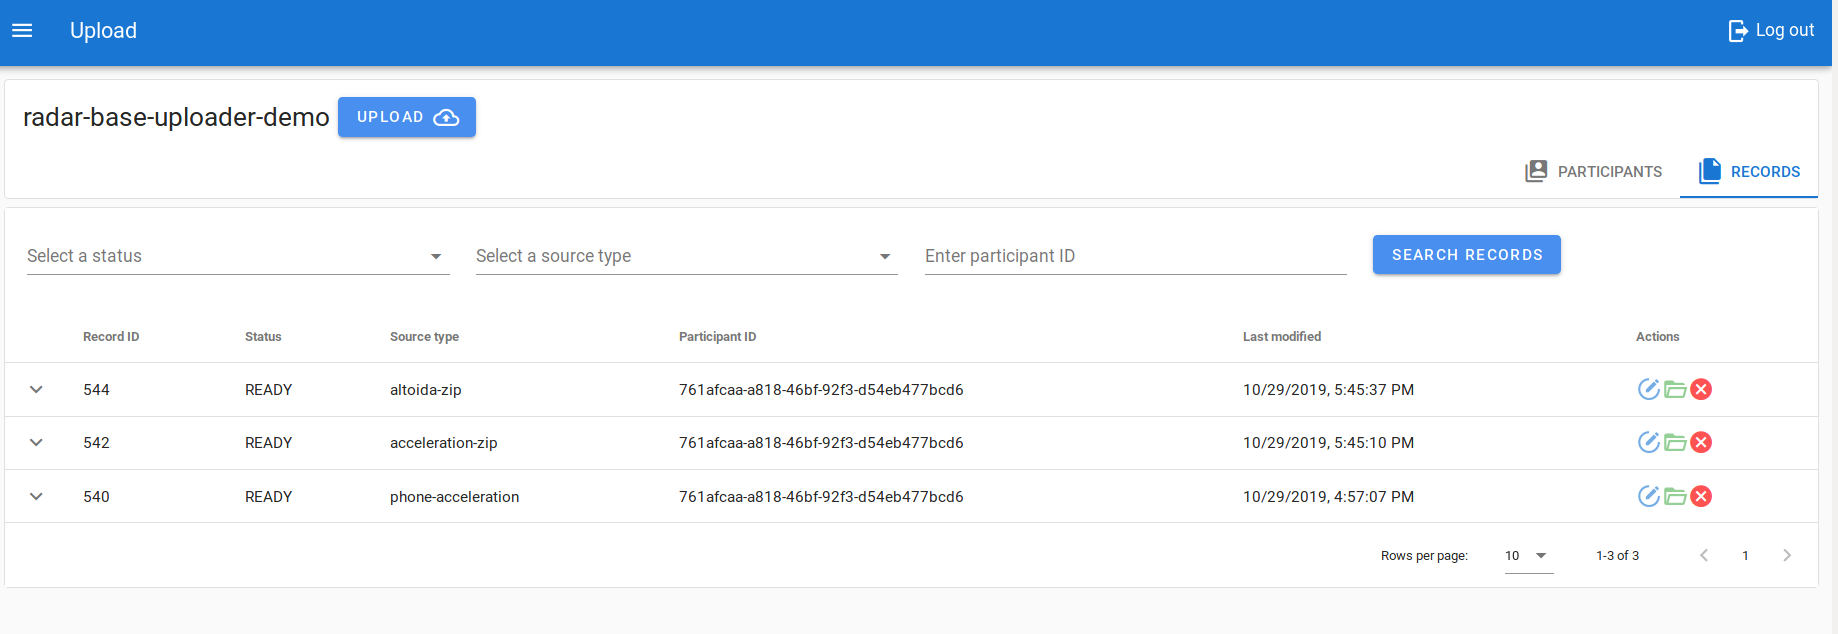 Upload
Log out
radar-base-uploader-demo UPLOAD
PARTICIPANTS RECORDS
Select a status Select a source type Enter participant ID SEARCH RECORDS
Record ID Status Source type Participant ID Last modified Actions
544 READY altoida-zip 761afcaa-a818-46bf-92f3-d54eb477bcd6 10/29/2019, 5:45:37 PM
542 READY acceleration-zip 761afcaa-a818-46bf-92f3-d54eb477bcd6 10/29/2019, 5:45:10 PM
540 READY phone-acceleration 761afcaa-a818-46bf-92f3-d54eb477bcd6 10/29/2019, 4:57:07 PM
Rows per page: 10 1-3 of 3 1